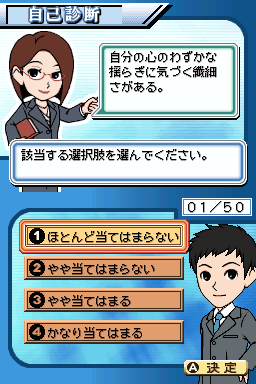 自己診断
自分の心のわずかな
揺らぎに気づく繊細
さがある。
該当する選択肢を選んでください。
01/50
1 ほとんど当てはまらない
2 やや当てはまらない
3 やや当てはまる
4 かなり当てはまる
A 決定